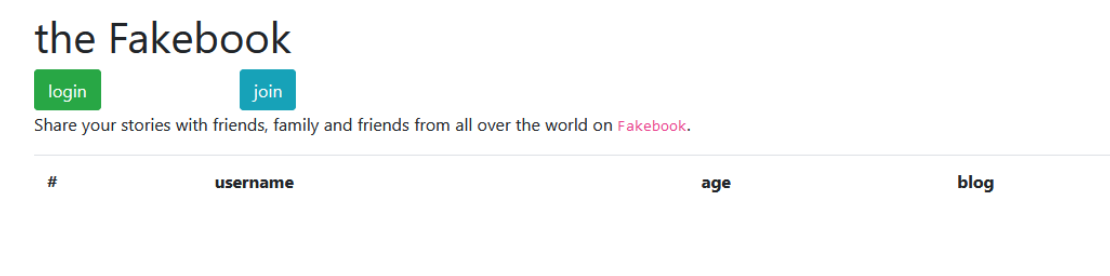 the Fakebook
login join
Share your stories with friends, family and friends from all over the world on Fakebook.
# username age blog